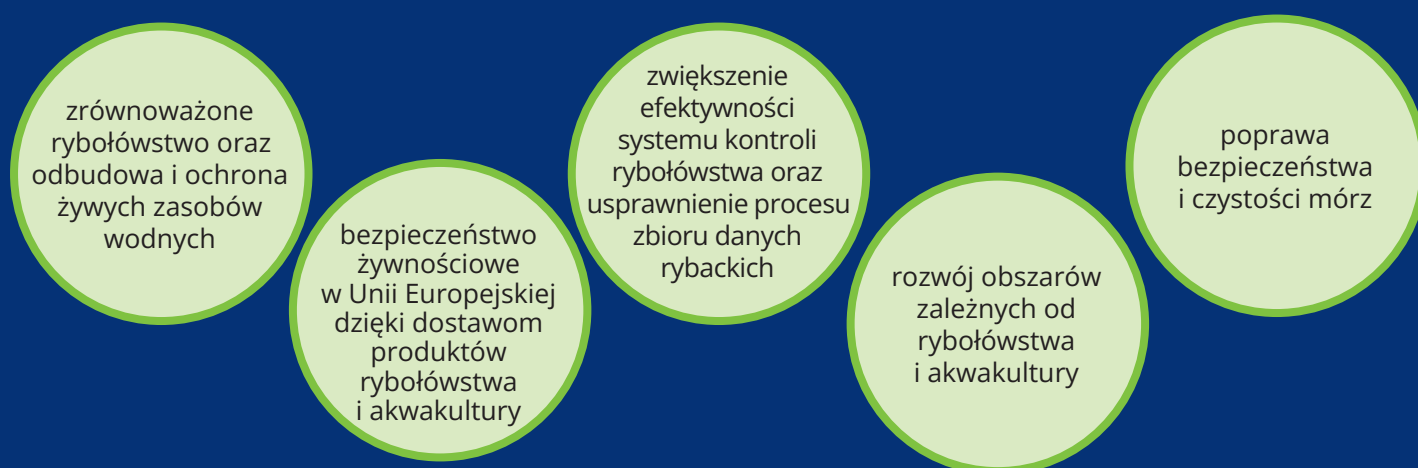 zrównoważone
rybołówstwo oraz
odbudowa i ochrona
żywych zasobów
wodnych
bezpieczeństwo
żywnościowe
w Unii Europejskiej
dzięki dostawom
produktów
rybołówstwa
i akwakultury
zwiększenie
efektywności
systemu kontroli
rybołówstwa oraz
usprawnienie procesu
zbioru danych
rybackich
rozwój obszarów
zależnych od
rybołówstwa
i akwakultury
poprawa
bezpieczeństwa
i czystości mórz